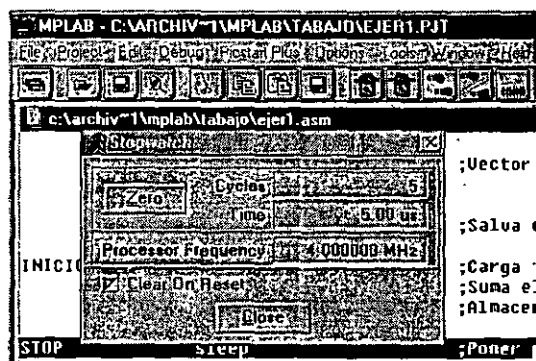 MPLAB - C:\ARCHIV~1\MPLAB\TABAJO\EJER1.PJT
File Project Edit Debug Picstart Plus Options Tools Window Help
c:\archiv~1\mplab\tabajo\ejer1.asm
Stopwatch
;Vector
Zero
Cycles 5
Time 5.00 us
;Salva
Processor Frequency 4.000000 MHz
INICIO
;Carga
Clear On Reset
;Suma el
;Almacen
Close
STOP sleep ;Poner